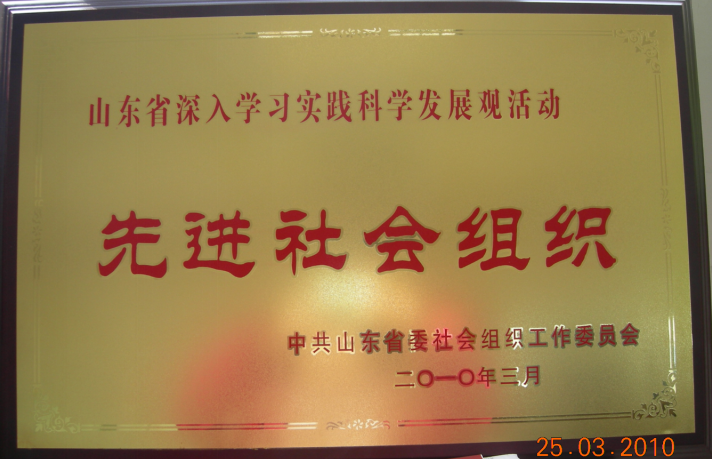 山东省深入学习实践科学发展观活动
先进社会组织
中共山东省委社会组织工作委员会
二〇一〇年三月
25.03.2010